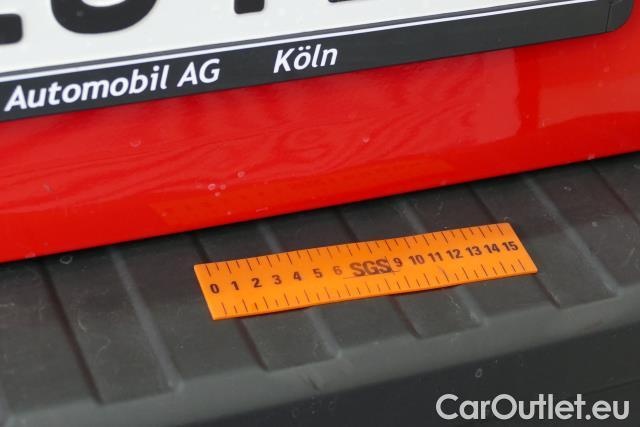 Automobil AG Köln
0 1 2 3 4 5 6 SGS 9 10 11 12 13 14 15
CarOutlet.eu